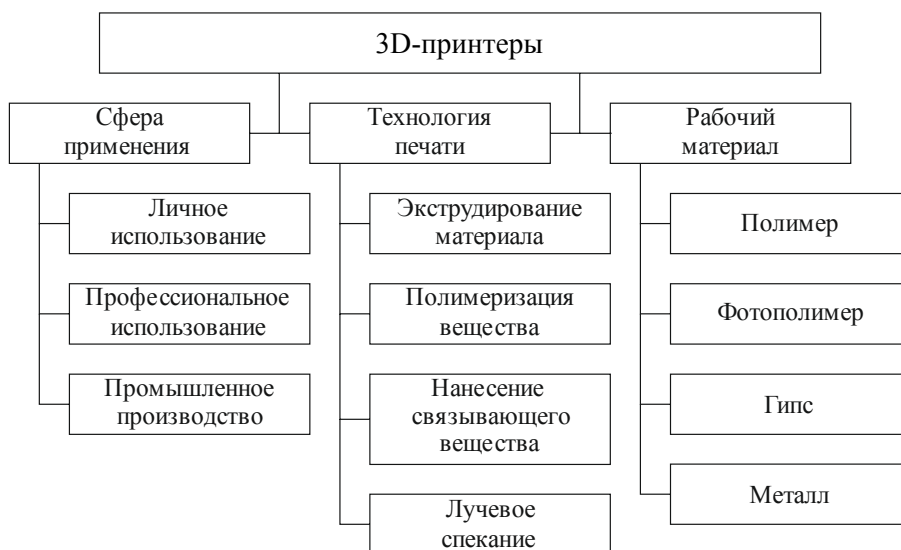 3D-принтеры
Сфера
применения
Личное
использование
Профессиональное
использование
Промышленное
производство
Технология
печати
Экструдирование
материала
Полимеризация
вещества
Нанесение
связывающего
вещества
Лучевое
спекание
Рабочий
материал
Полимер
Фотополимер
Гипс
Металл